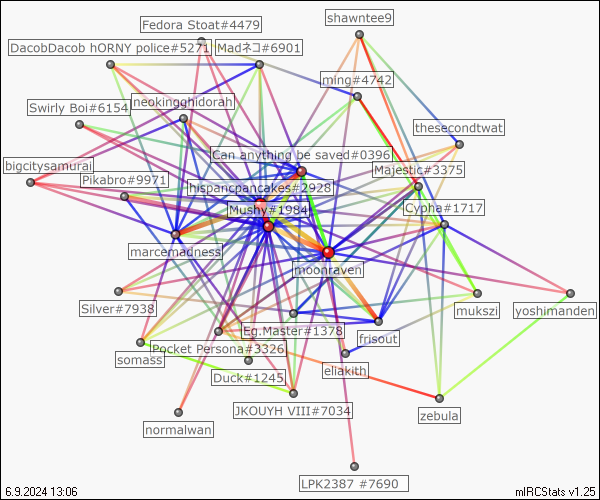 shawntee9
Fedora Stoat#4479
DacobDacob hORNY police#5271
Madネコ#6901
ming#4742
neokingghidorah
Swirly Boi#6154
thesecondtwat
Can anything be saved#0396
bigcitysamurai
Majestic#3375
Pikabro#9971
hispanicpancakes#2928
Mushy#1984
Cypha#1717
marcemadness
moonraven
Silver#7938
mukszi
yoshimanden
Eg.Master#1378
frisout
Pocket Persona#3326
somass
eliakith
Duck#1245
JKOUYH VIII#7034
zebula
normalwan
LPK2387 #7690
6.9.2024 13:06
mIRCStats v1.25